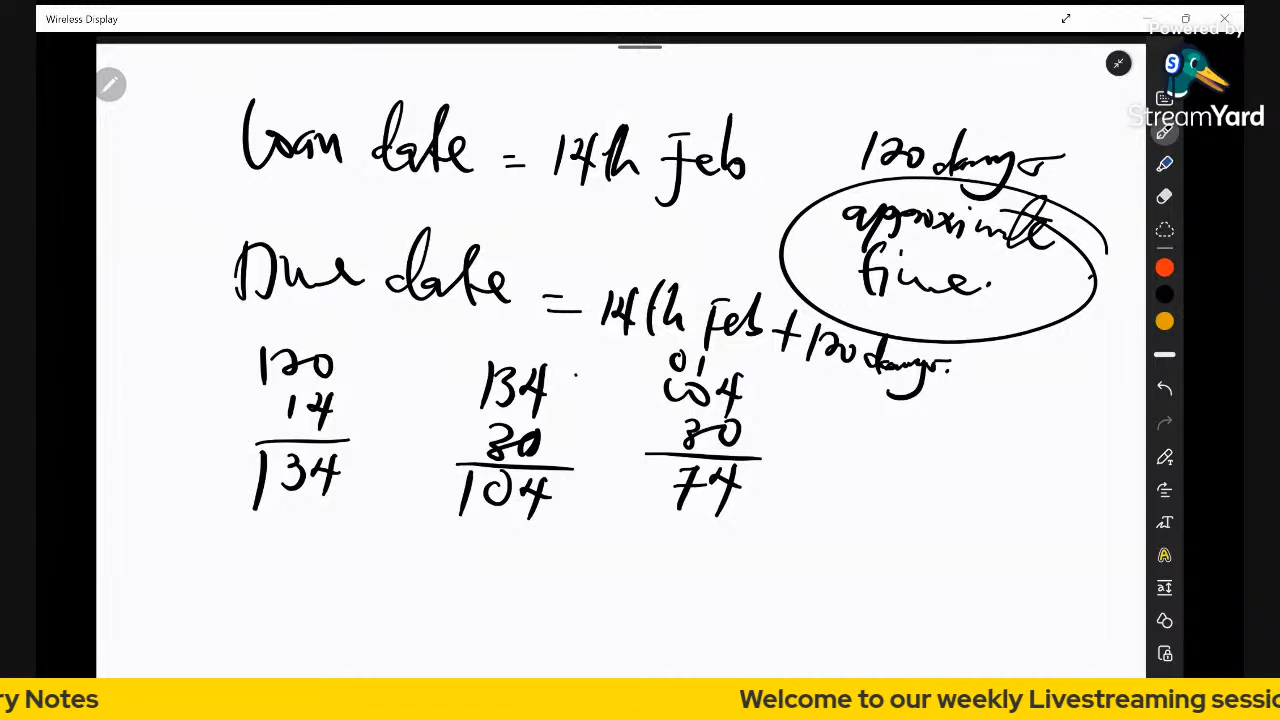 Wireless Display
Powered by
StreamYard
Loan date = 14th Feb
120 days
approximate
time.
Due date = 14th Feb + 120 days.
120
14
134
134
30
104
01
104
30
74
ry Notes
Welcome to our weekly Livestreaming sessio